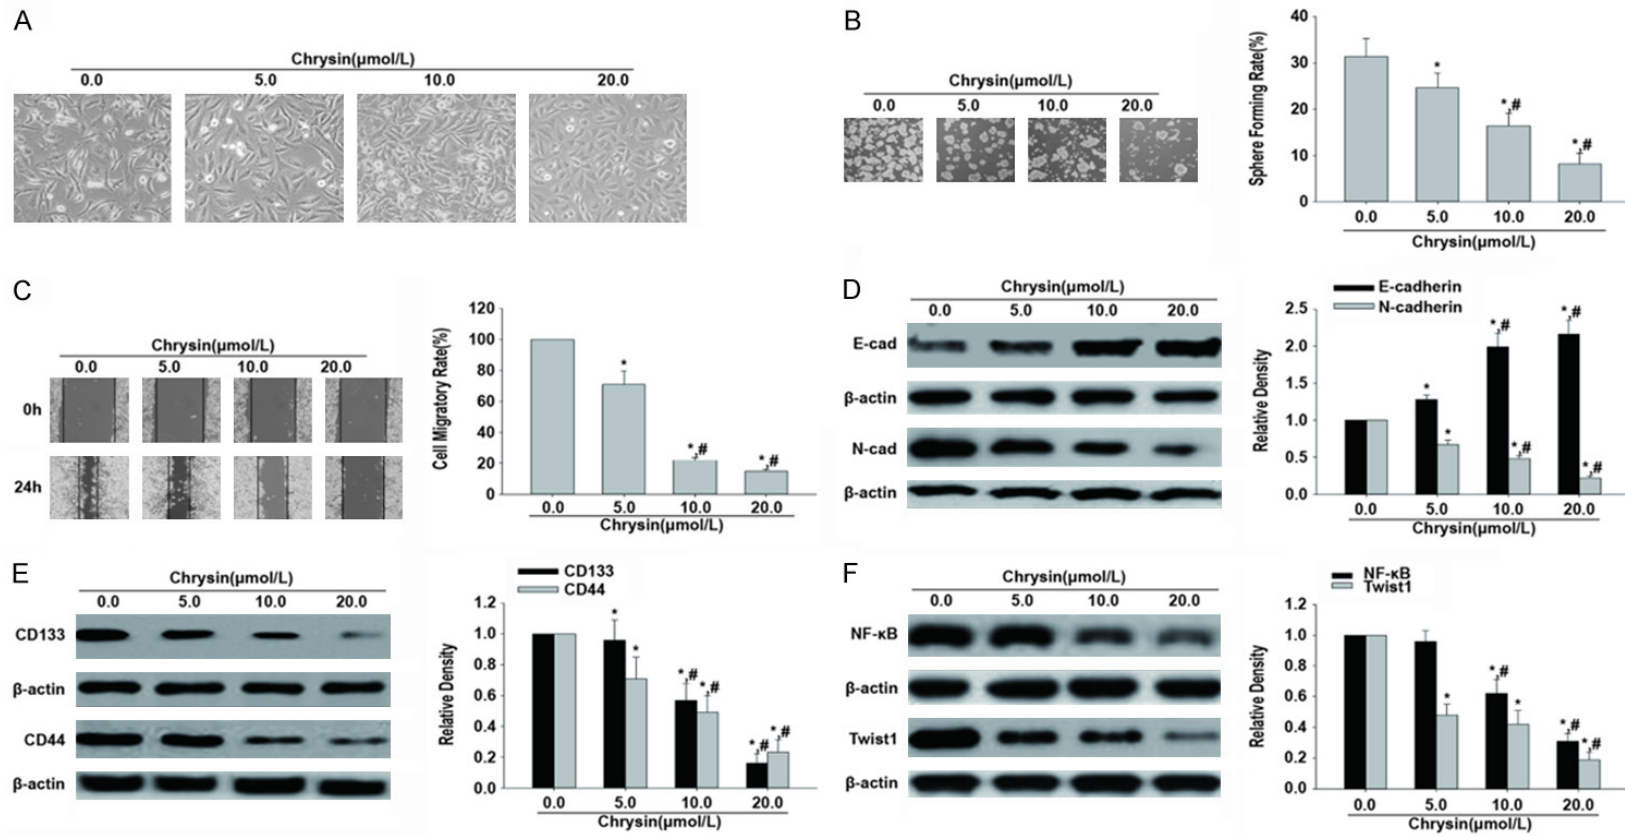 A
Chrysin(μmol/L)
0.0 5.0 10.0 20.0
B
Chrysin(μmol/L)
0.0 5.0 10.0 20.0
Sphere Forming Rate(%)
40
30
20
10
0
*
*,#
*,#
0.0 5.0 10.0 20.0
Chrysin(μmol/L)
C
Chrysin(μmol/L)
0.0 5.0 10.0 20.0
0h
24h
Cell Migratory Rate(%)
120
100
80
60
40
20
0
*
*,#
*,#
0.0 5.0 10.0 20.0
Chrysin(μmol/L)
D
Chrysin(μmol/L)
0.0 5.0 10.0 20.0
E-cad
β-actin
N-cad
β-actin
E-cadherin
N-cadherin
Relative Density
2.5
2.0
1.5
1.0
0.5
0.0
*
*
*,#
*,#
*,#
*,#
0.0 5.0 10.0 20.0
Chrysin(μmol/L)
E
Chrysin(μmol/L)
0.0 5.0 10.0 20.0
CD133
β-actin
CD44
β-actin
CD133
CD44
Relative Density
1.2
1.0
0.8
0.6
0.4
0.2
0.0
*
*
*,#
*,#
*,#
*,#
0.0 5.0 10.0 20.0
Chrysin(μmol/L)
F
Chrysin(μmol/L)
0.0 5.0 10.0 20.0
NF-κB
β-actin
Twist1
β-actin
NF-κB
Twist1
Relative Density
1.2
1.0
0.8
0.6
0.4
0.2
0.0
*
*,#
*
*,#
*,#
0.0 5.0 10.0 20.0
Chrysin(μmol/L)